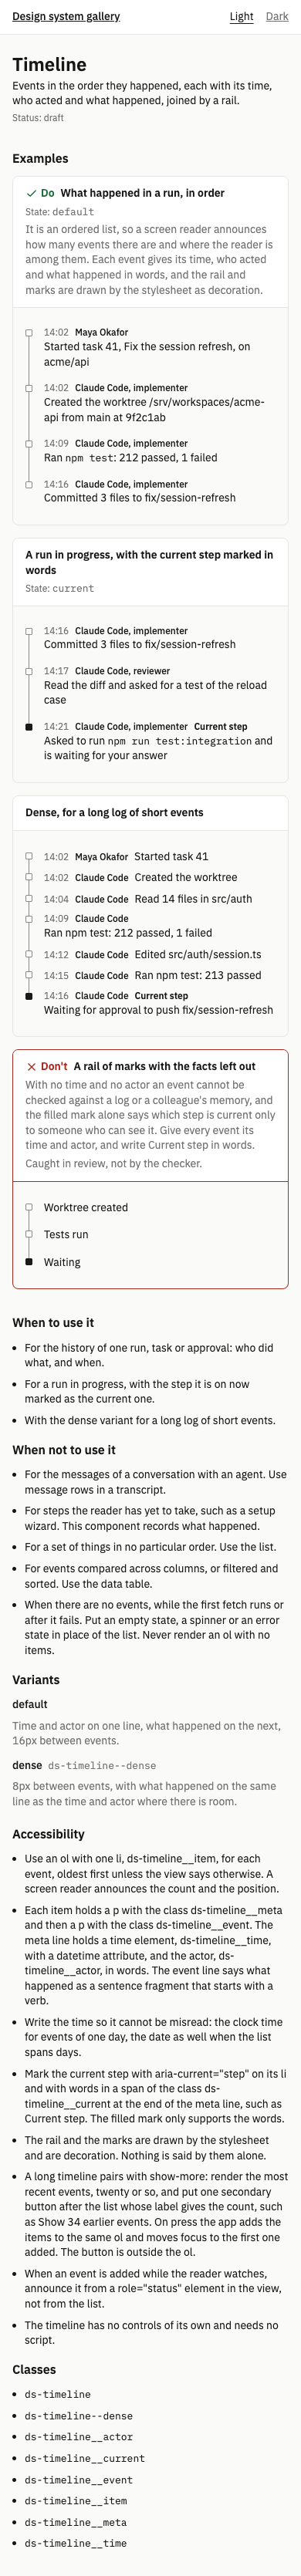 Design system gallery
Light Dark
Timeline
Events in the order they happened, each with its time,
who acted and what happened, joined by a rail.
Status: draft
Examples
Do What happened in a run, in order
State: default
It is an ordered list, so a screen reader announces
how many events there are and where the reader is
among them. Each event gives its time, who acted
and what happened in words, and the rail and
marks are drawn by the stylesheet as decoration.
14:02 Maya Okafor
Started task 41, Fix the session refresh, on
acme/api
14:02 Claude Code, implementer
Created the worktree /srv/workspaces/acme-
api from main at 9f2c1ab
14:09 Claude Code, implementer
Ran npm test: 212 passed, 1 failed
14:16 Claude Code, implementer
Committed 3 files to fix/session-refresh
A run in progress, with the current step marked in
words
State: current
14:16 Claude Code, implementer
Committed 3 files to fix/session-refresh
14:17 Claude Code, reviewer
Read the diff and asked for a test of the reload
case
14:21 Claude Code, implementer Current step
Asked to run npm run test:integration and
is waiting for your answer
Dense, for a long log of short events
14:02 Maya Okafor Started task 41
14:02 Claude Code Created the worktree
14:04 Claude Code Read 14 files in src/auth
14:09 Claude Code
Ran npm test: 212 passed, 1 failed
14:12 Claude Code Edited src/auth/session.ts
14:15 Claude Code Ran npm test: 213 passed
14:16 Claude Code Current step
Waiting for approval to push fix/session-refresh
Don't A rail of marks with the facts left out
With no time and no actor an event cannot be
checked against a log or a colleague's memory, and
the filled mark alone says which step is current only
to someone who can see it. Give every event its
time and actor, and write Current step in words.
Caught in review, not by the checker.
Worktree created
Tests run
Waiting
When to use it
For the history of one run, task or approval: who did
what, and when.
For a run in progress, with the step it is on now
marked as the current one.
With the dense variant for a long log of short events.
When not to use it
For the messages of a conversation with an agent. Use
message rows in a transcript.
For steps the reader has yet to take, such as a setup
wizard. This component records what happened.
For a set of things in no particular order. Use the list.
For events compared across columns, or filtered and
sorted. Use the data table.
When there are no events, while the first fetch runs or
after it fails. Put an empty state, a spinner or an error
state in place of the list. Never render an ol with no
items.
Variants
default
Time and actor on one line, what happened on the next,
16px between events.
dense ds-timeline--dense
8px between events, with what happened on the same
line as the time and actor where there is room.
Accessibility
Use an ol with one li, ds-timeline__item, for each
event, oldest first unless the view says otherwise. A
screen reader announces the count and the position.
Each item holds a p with the class ds-timeline__meta
and then a p with the class ds-timeline__event. The
meta line holds a time element, ds-timeline__time,
with a datetime attribute, and the actor, ds-
timeline__actor, in words. The event line says what
happened as a sentence fragment that starts with a
verb.
Write the time so it cannot be misread: the clock time
for events of one day, the date as well when the list
spans days.
Mark the current step with aria-current="step" on its li
and with words in a span of the class ds-
timeline__current at the end of the meta line, such as
Current step. The filled mark only supports the words.
The rail and the marks are drawn by the stylesheet
and are decoration. Nothing is said by them alone.
A long timeline pairs with show-more: render the most
recent events, twenty or so, and put one secondary
button after the list whose label gives the count, such
as Show 34 earlier events. On press the app adds the
items to the same ol and moves focus to the first one
added. The button is outside the ol.
When an event is added while the reader watches,
announce it from a role="status" element in the view,
not from the list.
The timeline has no controls of its own and needs no
script.
Classes
ds-timeline
ds-timeline--dense
ds-timeline__actor
ds-timeline__current
ds-timeline__event
ds-timeline__item
ds-timeline__meta
ds-timeline__time